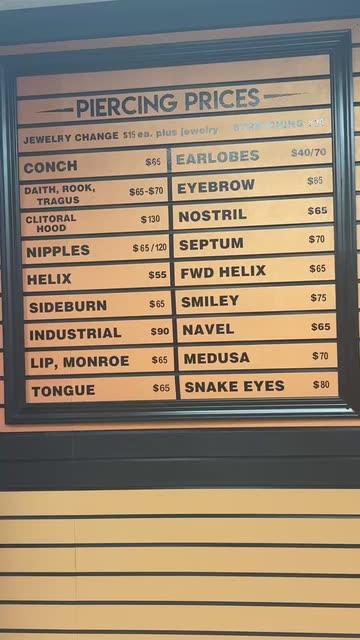 PIERCING PRICES
JEWELRY CHANGE $15 ea. plus jewelry STRETCHING
CONCH $65
DAITH, ROOK, TRAGUS $65-$70
CLITORAL HOOD $130
NIPPLES $65/120
HELIX $55
SIDEBURN $65
INDUSTRIAL $90
LIP, MONROE $65
TONGUE $65
EARLOBES $40/70
EYEBROW $65
NOSTRIL $65
SEPTUM $70
FWD HELIX $65
SMILEY $75
NAVEL $65
MEDUSA $70
SNAKE EYES $80